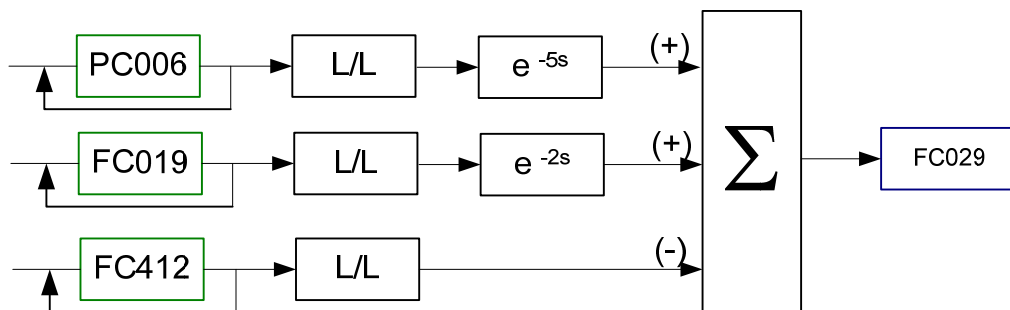 PC006 L/L e -5s (+)
FC019 L/L e -2s (+)
Σ FC029
FC412 L/L (-)